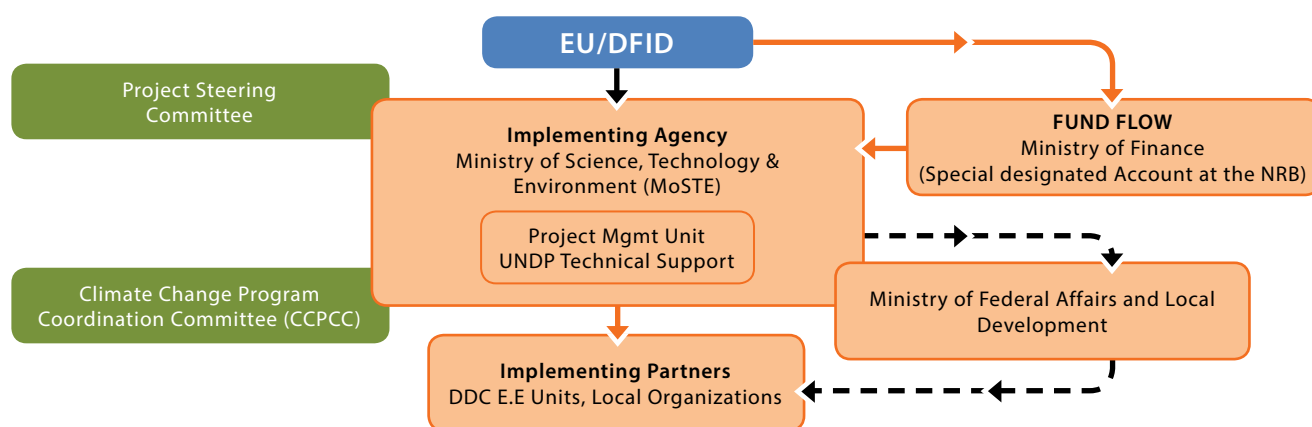 EU/DFID
Project Steering
Committee
Implementing Agency
Ministry of Science, Technology &
Environment (MoSTE)
Project Mgmt Unit
UNDP Technical Support
FUND FLOW
Ministry of Finance
(Special designated Account at the NRB)
Climate Change Program
Coordination Committee (CCPCC)
Ministry of Federal Affairs and Local
Development
Implementing Partners
DDC E.E Units, Local Organizations